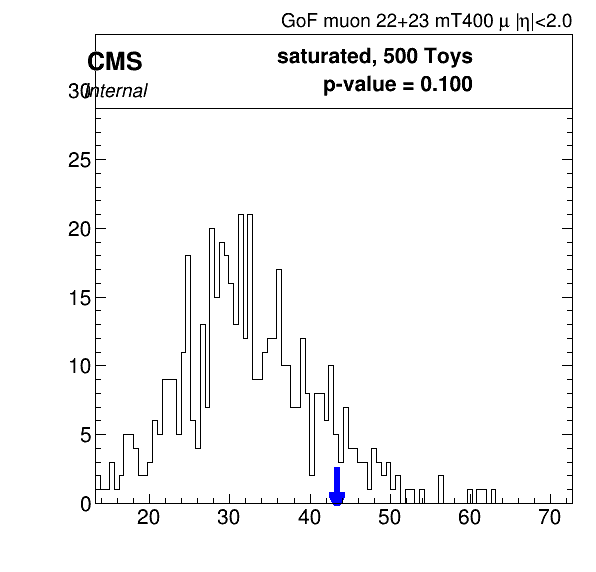 GoF muon 22+23 mT400 μ |η|<2.0
CMS
Internal
saturated, 500 Toys
p-value = 0.100
30
25
20
15
10
5
0
20 30 40 50 60 70